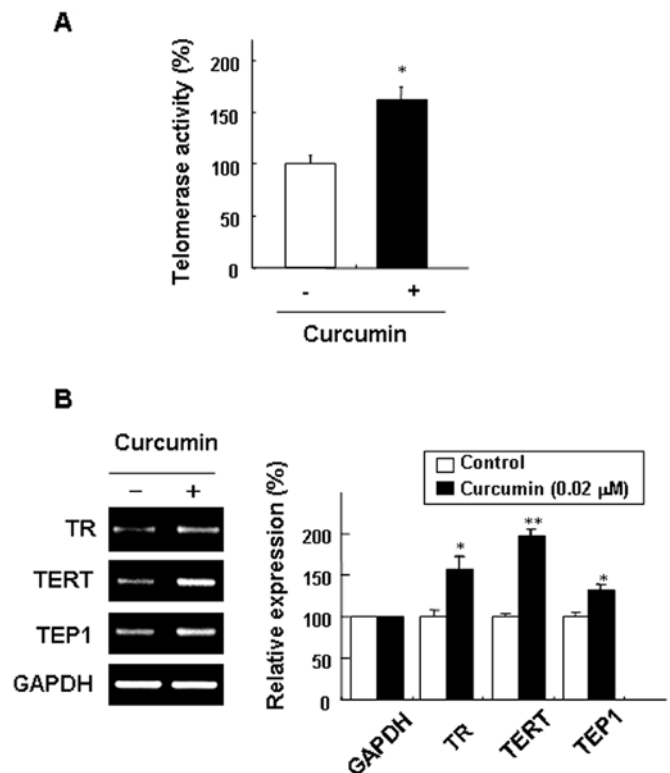 A
Telomerase activity (%)
200
150
100
50
0
*
- +
Curcumin
B
Curcumin
– +
TR
TERT
TEP1
GAPDH
Relative expression (%)
Control
Curcumin (0.02 μM)
200
150
100
50
0
*
**
*
GAPDH
TR
TERT
TEP1